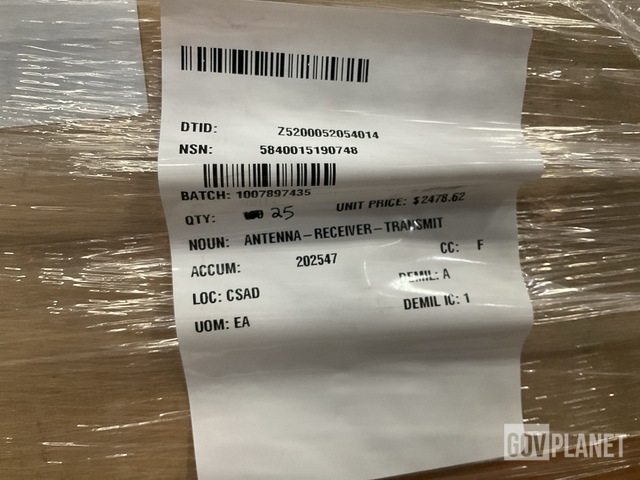 DTID: Z5200052054014
NSN: 5840015190748
BATCH: 1007897435
QTY: 25 UNIT PRICE: $2478.62
NOUN: ANTENNA-RECEIVER-TRANSMIT
ACCUM: 202547 CC: F
LOC: CSAD DEMIL: A
UOM: EA DEMIL IC: 1
GOVPLANET